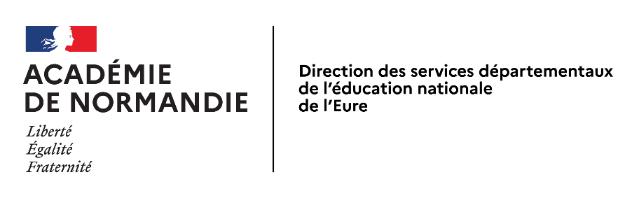 ACADÉMIE
DE NORMANDIE
Liberté
Égalité
Fraternité
Direction des services départementaux
de l'éducation nationale
de l'Eure